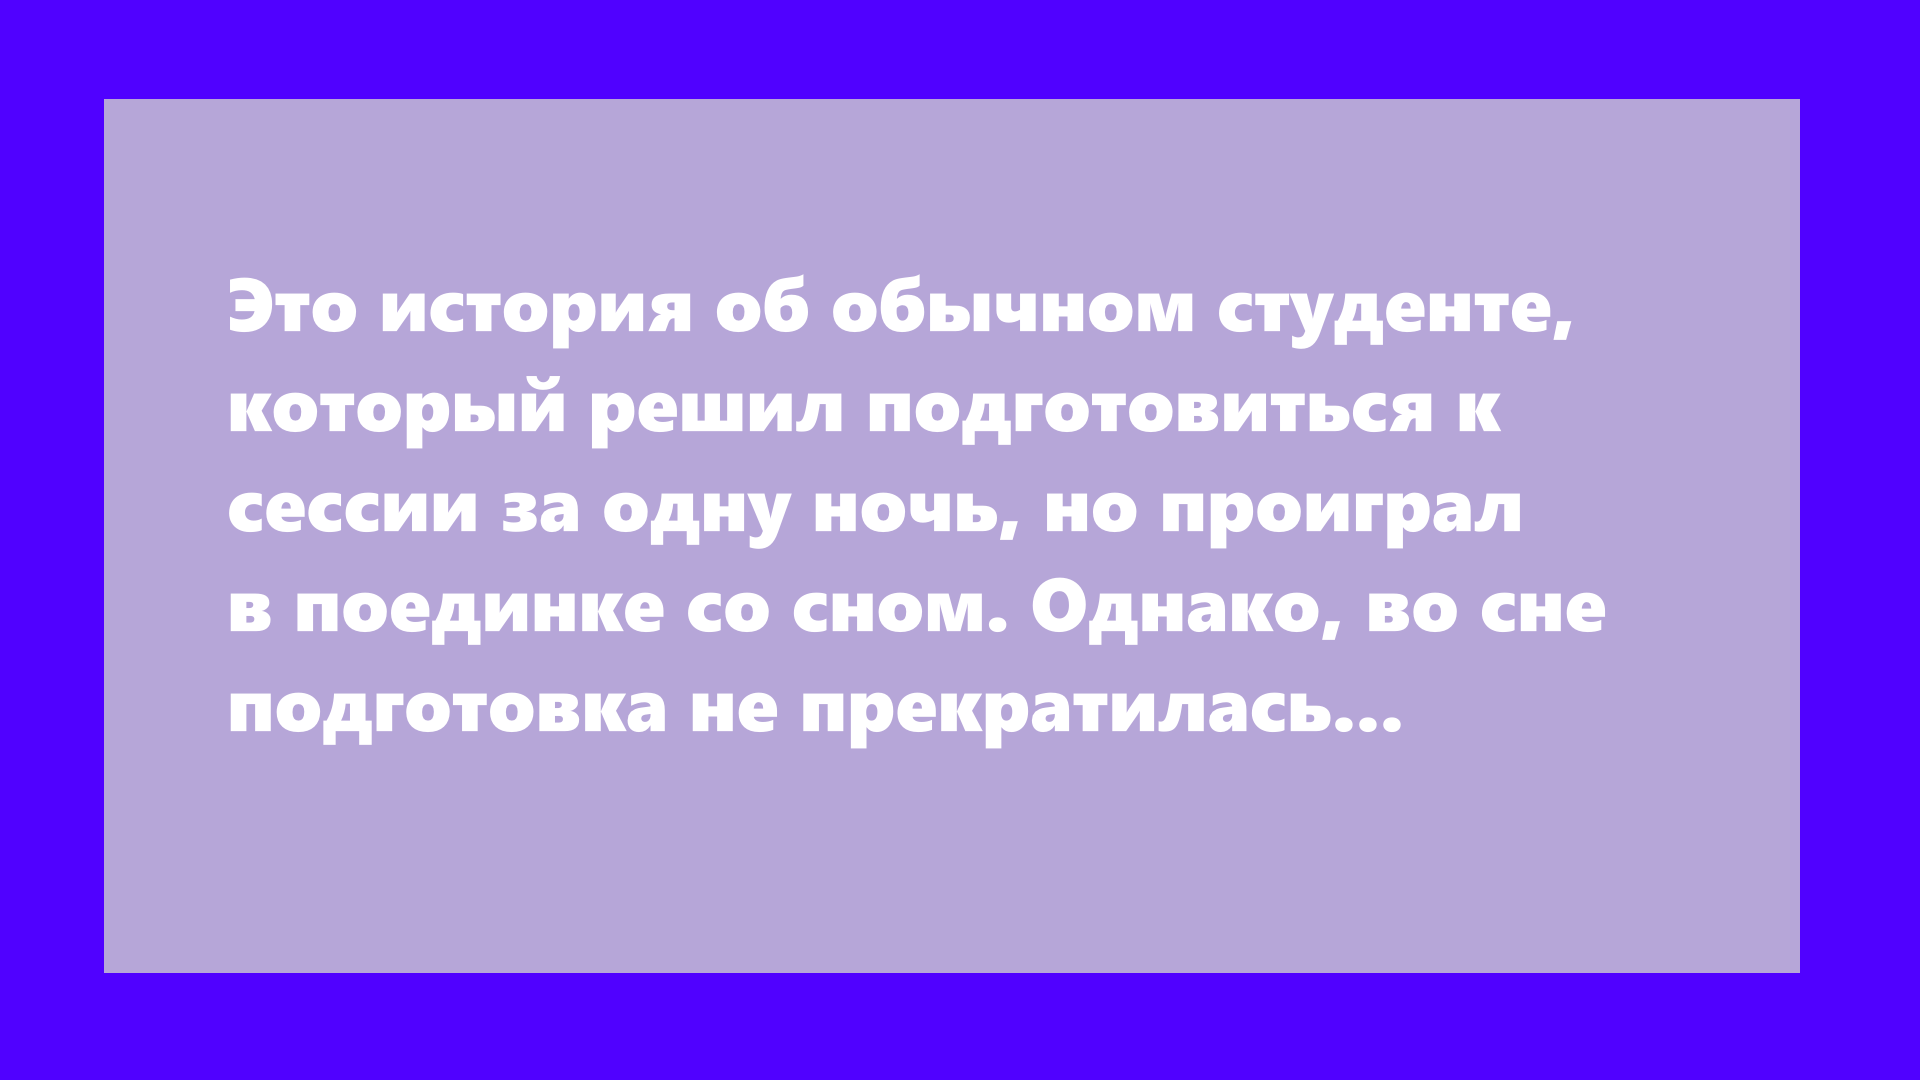 Это история об обычном студенте,
который решил подготовиться к
сессии за одну ночь, но проиграл
в поединке со сном. Однако, во сне
подготовка не прекратилась...